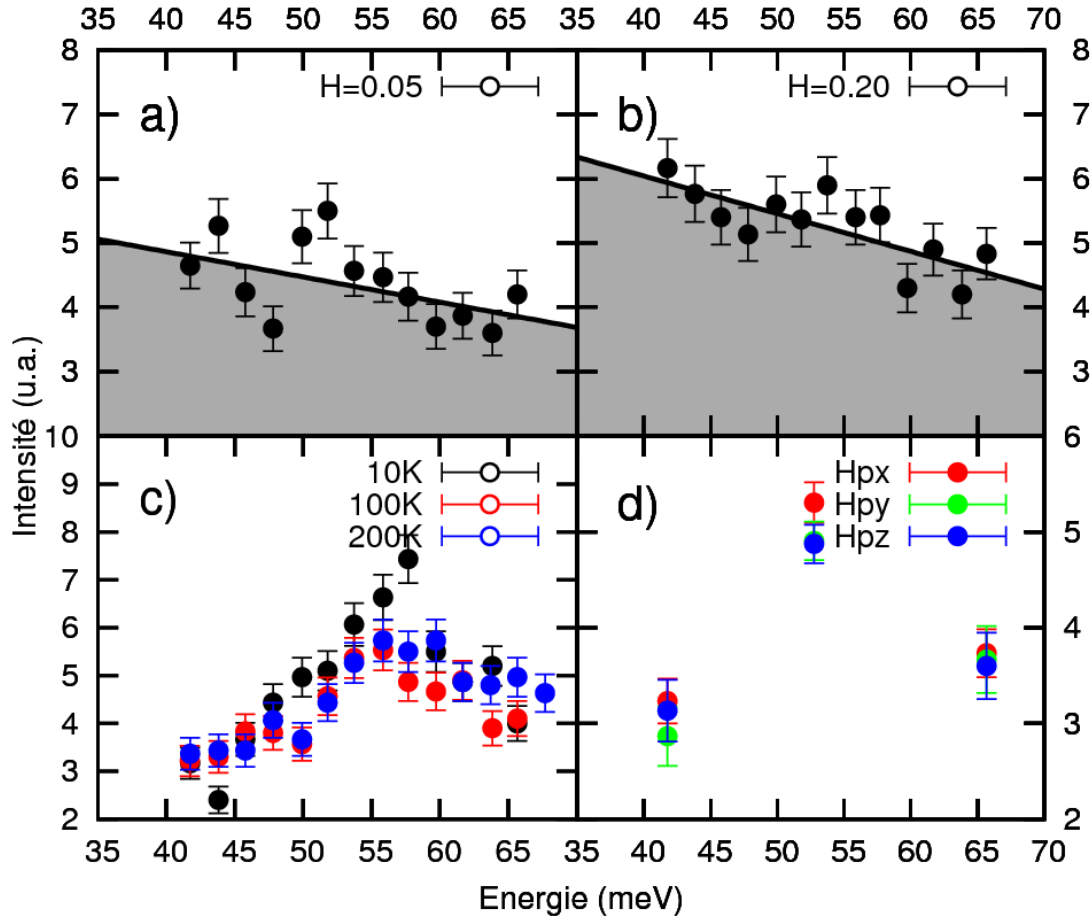 35 40 45 50 55 60 65 35 40 45 50 55 60 65 70
8 8
H=0.05 H=0.20
a) b)
7 7
6 6
5 5
4 4
3 3
10 6
Intensité (u.a.)
10K Hpx
9
c) 100K d) Hpy
5
8 200K Hpz
7
6 4
5
4 3
3
2 2
35 40 45 50 55 60 65 35 40 45 50 55 60 65 70
Energie (meV)